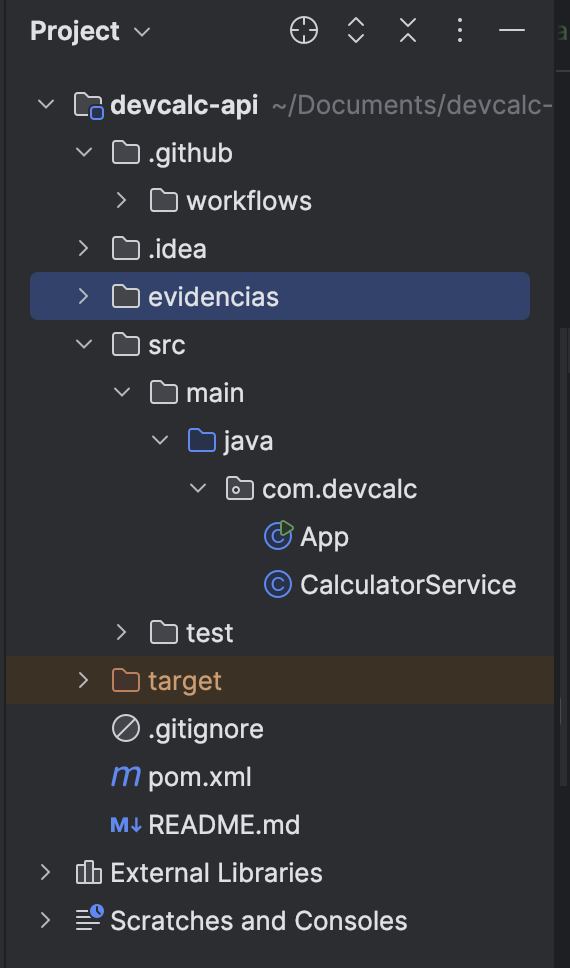 Project
devcalc-api ~/Documents/devcalc-
.github
workflows
.idea
evidencias
src
main
java
com.devcalc
App
CalculatorService
test
target
.gitignore
pom.xml
README.md
External Libraries
Scratches and Consoles